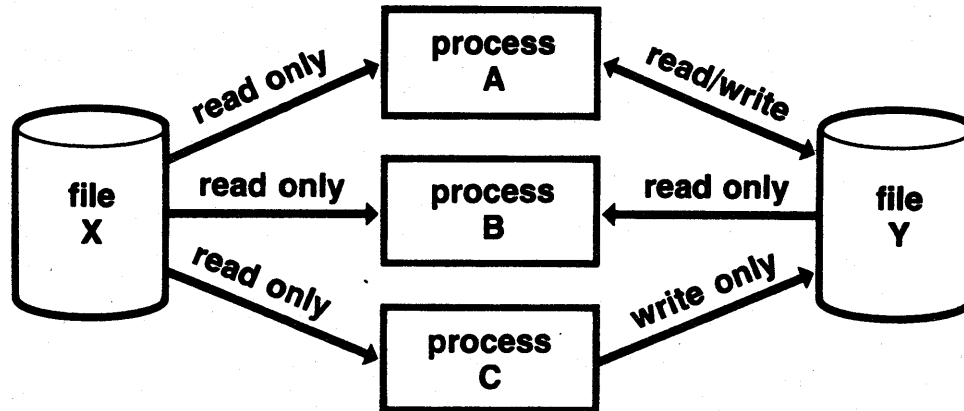 read only
process
A
read/write
file
X
read only
process
B
read only
file
Y
read only
process
C
write only